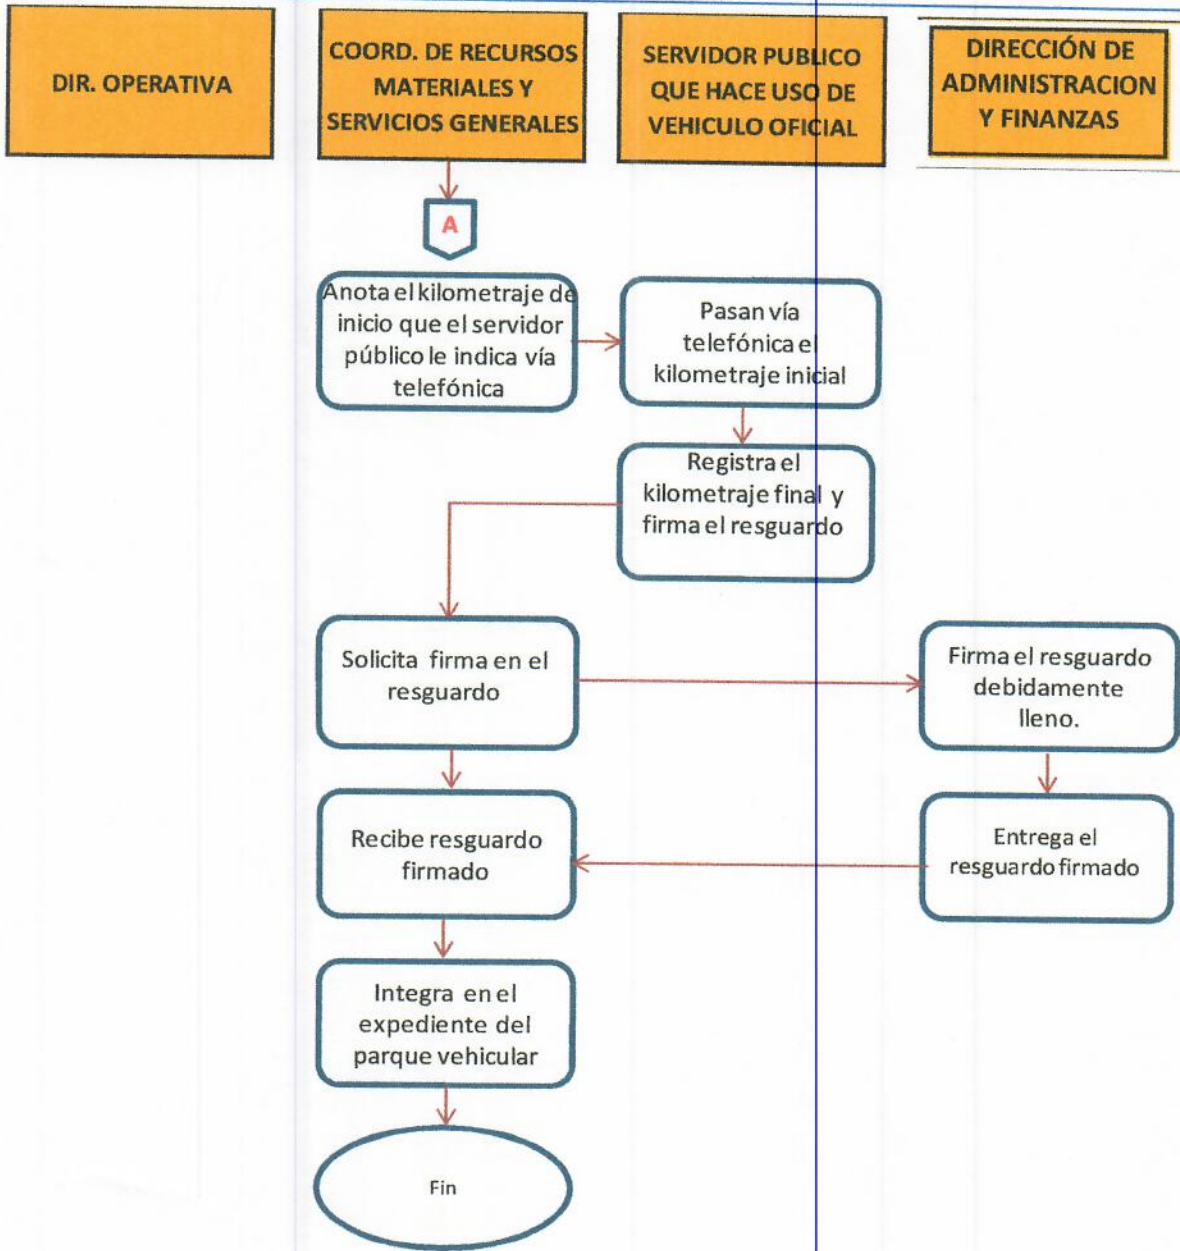 DIR. OPERATIVA
COORD. DE RECURSOS
MATERIALES Y
SERVICIOS GENERALES
SERVIDOR PUBLICO
QUE HACE USO DE
VEHICULO OFICIAL
DIRECCIÓN DE
ADMINISTRACION
Y FINANZAS
A
Anota el kilometraje de
inicio que el servidor
público le indica vía
telefónica
Pasan vía
telefónica el
kilometraje inicial
Registra el
kilometraje final y
firma el resguardo
Solicita firma en el
resguardo
Firma el resguardo
debidamente
lleno.
Recibe resguardo
firmado
Entrega el
resguardo firmado
Integra en el
expediente del
parque vehicular
Fin